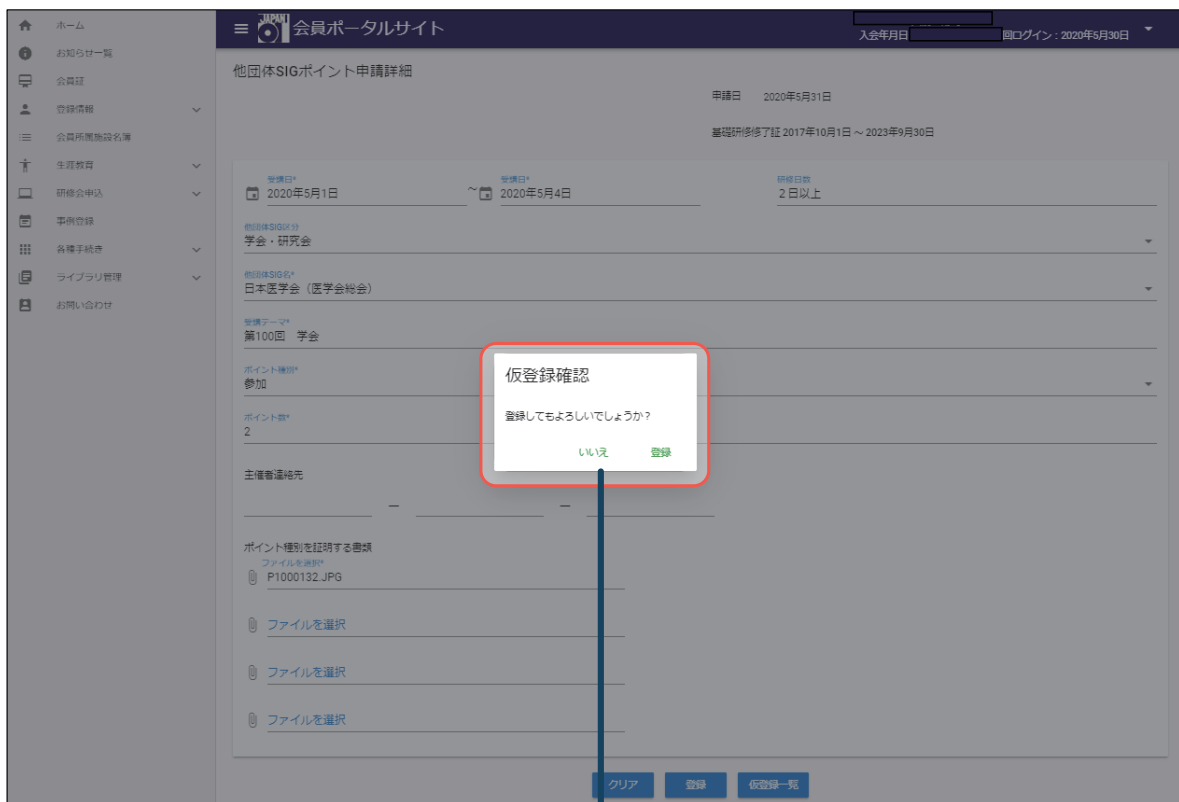 ホーム
お知らせ一覧
会員証
登録情報
会員所属施設名簿
生涯教育
研修会申込
事例登録
各種手続き
ライブラリ管理
お問い合わせ
JAPAN 会員ポータルサイト
入会年月日 回ログイン : 2020年5月30日
他団体SIGポイント申請詳細
申請日 2020年5月31日
基礎研修修了証 2017年10月1日 ~ 2023年9月30日
受講日* 受講日* 研修日数
2020年5月1日 ~ 2020年5月4日 2日以上
他団体SIG区分
学会・研究会
他団体SIG名*
日本医学会（医学会総会）
受講テーマ*
第100回 学会
ポイント種別*
参加
ポイント数*
2
仮登録確認
登録してもよろしいでしょうか？
いいえ 登録
主催者連絡先
ー ー
ポイント種別を証明する書類
ファイルを選択*
P1000132.JPG
ファイルを選択
ファイルを選択
ファイルを選択
クリア 登録 仮登録一覧